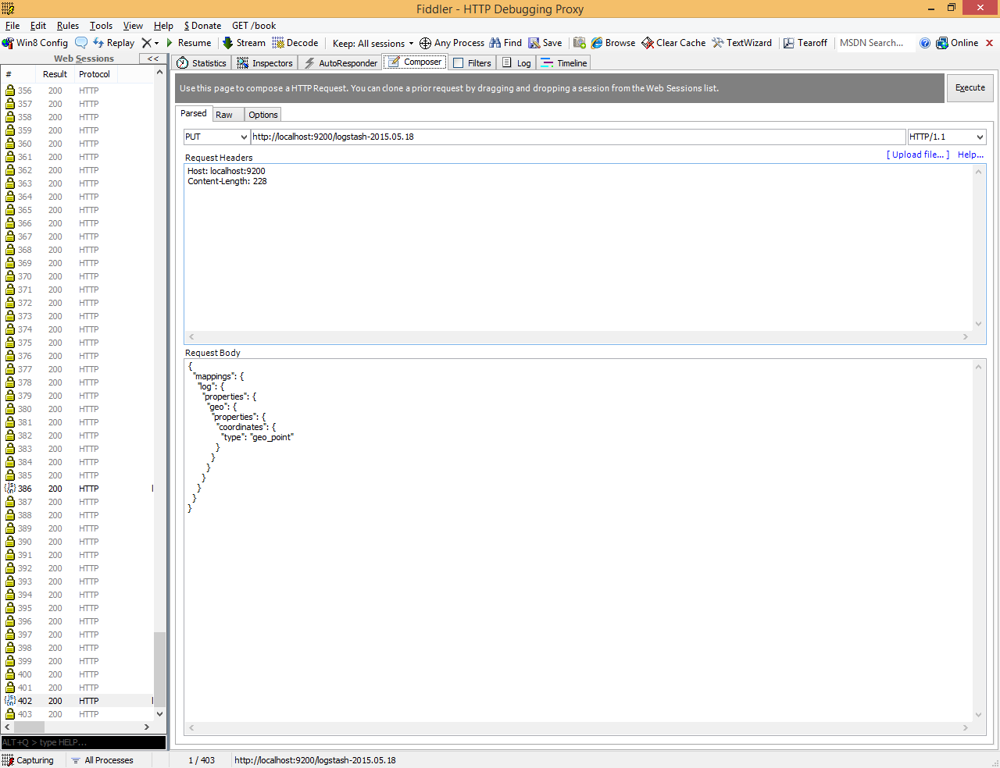 Fiddler - HTTP Debugging Proxy
File Edit Rules Tools View Help $ Donate GET /book
Win8 Config Replay Resume Stream Decode Keep: All sessions Any Process Find Save Browse Clear Cache TextWizard Tearoff MSDN Search... Online
Web Sessions <<
Statistics Inspectors AutoResponder Composer Filters Log Timeline
# Result Protocol
Use this page to compose a HTTP Request. You can clone a prior request by dragging and dropping a session from the Web Sessions list.
Execute
Parsed Raw Options
PUT http://localhost:9200/logstash-2015.05.18 HTTP/1.1
[ Upload file... ] Help...
Request Headers
Host: localhost:9200
Content-Length: 228
Request Body
{
"mappings": {
"log": {
"properties": {
"geo": {
"properties": {
"coordinates": {
"type": "geo_point"
}
}
}
}
}
}
}
356 200 HTTP
357 200 HTTP
358 200 HTTP
359 200 HTTP
360 200 HTTP
361 200 HTTP
362 200 HTTP
363 200 HTTP
364 200 HTTP
365 200 HTTP
366 200 HTTP
367 200 HTTP
368 200 HTTP
369 200 HTTP
370 200 HTTP
371 200 HTTP
372 200 HTTP
373 200 HTTP
374 200 HTTP
375 200 HTTP
376 200 HTTP
377 200 HTTP
378 200 HTTP
379 200 HTTP
380 200 HTTP
381 200 HTTP
382 200 HTTP
383 200 HTTP
384 200 HTTP
385 200 HTTP
386 200 HTTP
387 200 HTTP
388 200 HTTP
389 200 HTTP
390 200 HTTP
391 200 HTTP
392 200 HTTP
393 200 HTTP
394 200 HTTP
395 200 HTTP
396 200 HTTP
397 200 HTTP
398 200 HTTP
399 200 HTTP
400 200 HTTP
401 200 HTTP
402 200 HTTP
403 200 HTTP
ALT+Q > type HELP...
Capturing All Processes 1 / 403 http://localhost:9200/logstash-2015.05.18